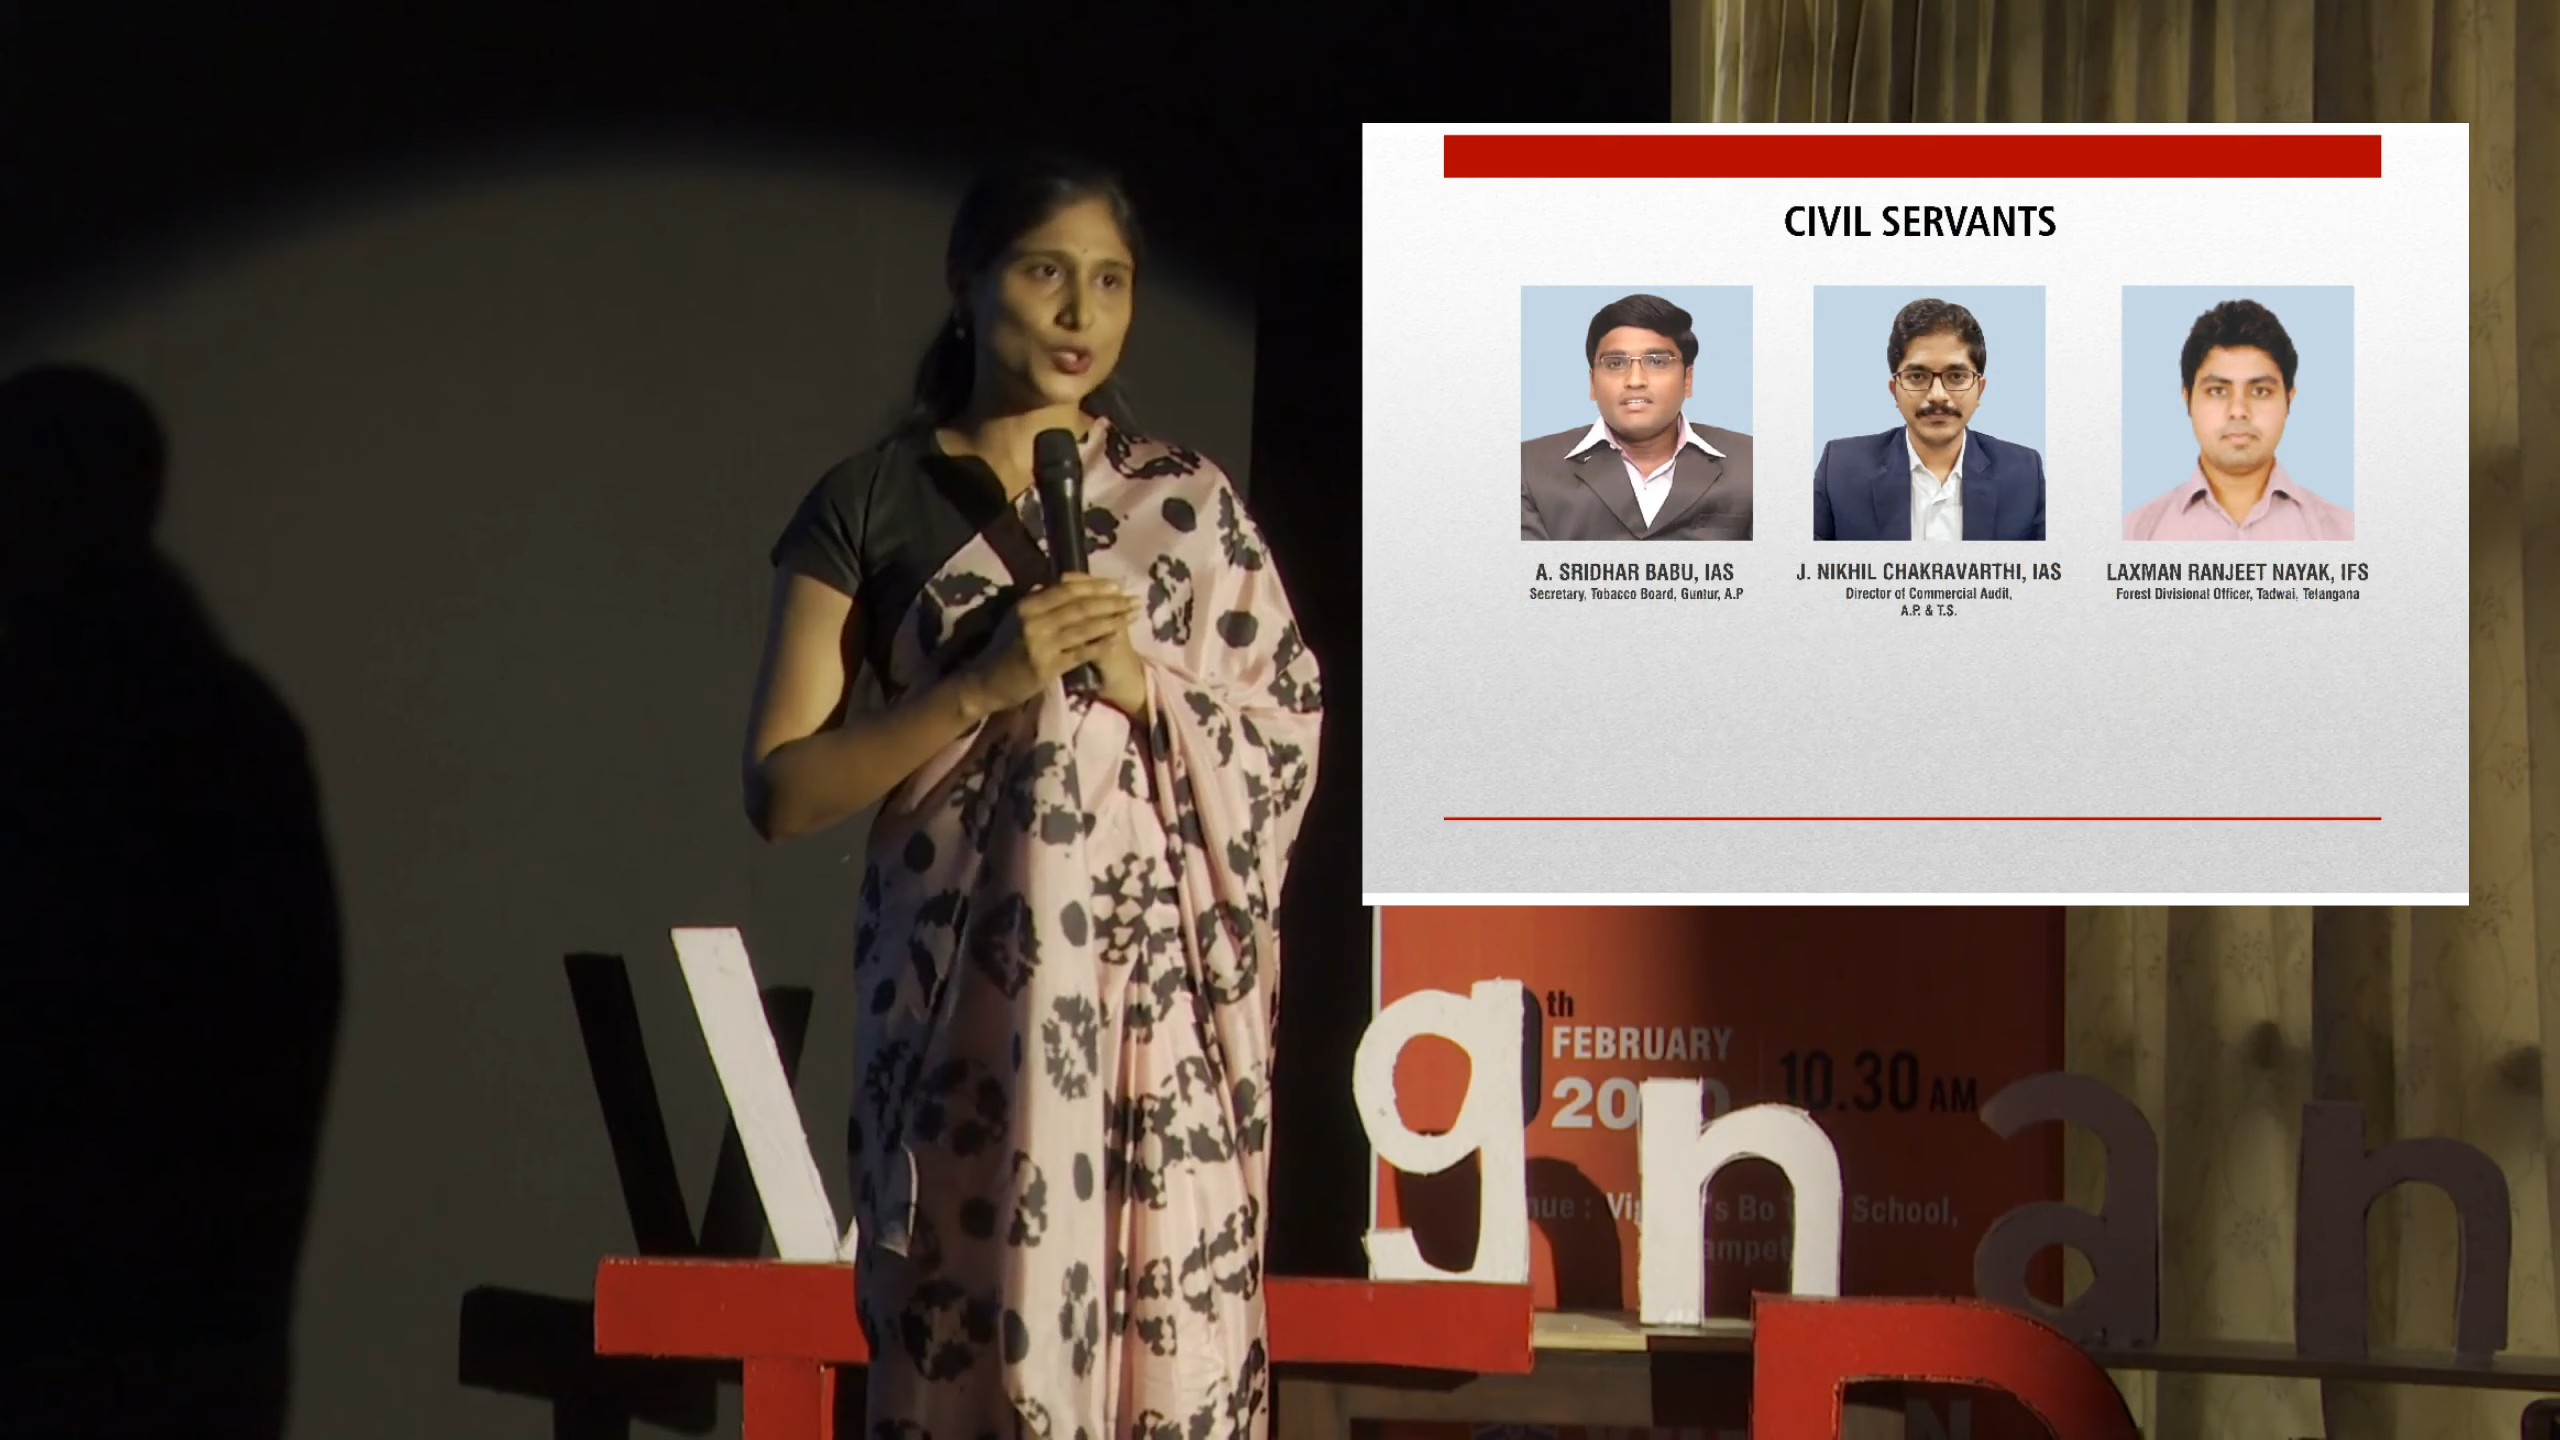 CIVIL SERVANTS
A. SRIDHAR BABU, IAS
Secretary, Tobacco Board, Guntur, A.P
J. NIKHIL CHAKRAVARTHI, IAS
Director of Commercial Audit,
A.P. & T.S.
LAXMAN RANJEET NAYAK, IFS
Forest Divisional Officer, Tadwai, Telangana
th
FEBRUARY
10.30 AM
School,
V gnan
T